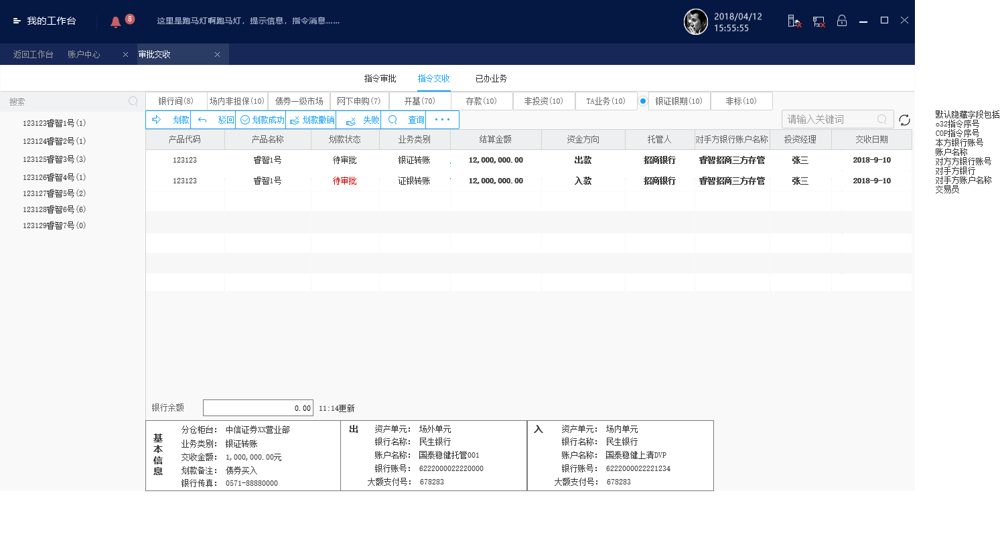 我的工作台
8
这里是跑马灯啊跑马灯，提示信息，指令消息……
2018/04/12
15:55:55
返回工作台 账户中心 × 审批交收 ×
指令审批 指令交收 已办业务
搜索
银行间(8) 场内非担保(10) 债券一级市场 网下申购(7) 开基(70) 存款(10) 非投资(10) TA业务(10) 银证银期(10) 非标(10)
划款 驳回 划款成功 划款撤销 失败 查询 ··· 请输入关键词
产品代码 产品名称 划款状态 业务类别 结算金额 资金方向 托管人 对手方银行账户名称 投资经理 交收日期
123123 睿智1号 待审批 银证转账 12,000,000.00 出款 招商银行 睿智招商三方存管 张三 2018-9-10
123123 睿智1号 待审批 证银转账 12,000,000.00 入款 招商银行 睿智招商三方存管 张三 2018-9-10
123123睿智1号(1)
123124睿智2号(1)
123125睿智3号(3)
123126睿智4号(1)
123127睿智5号(2)
123128睿智6号(6)
123129睿智7号(0)
银行余额 0.00 11:14更新
基本信息
分仓柜台： 中信证券XX营业部
业务类别： 银证转账
交收金额： 1,000,000.00元
划款备注： 债券买入
银行传真： 0571-88880000
出 资产单元： 场外单元
银行名称： 民生银行
账户名称： 国泰稳健托管001
银行账号： 6222000022220000
大额支付号： 678283
入 资产单元： 场内单元
银行名称： 民生银行
账户名称： 国泰稳健上清DVP
银行账号： 6222000022221234
大额支付号： 678283
默认隐藏字段包括
o32指令序号
COP指令序号
本方银行账号
账户名称
对方方银行账号
对手方银行
对手方账户名称
交易员